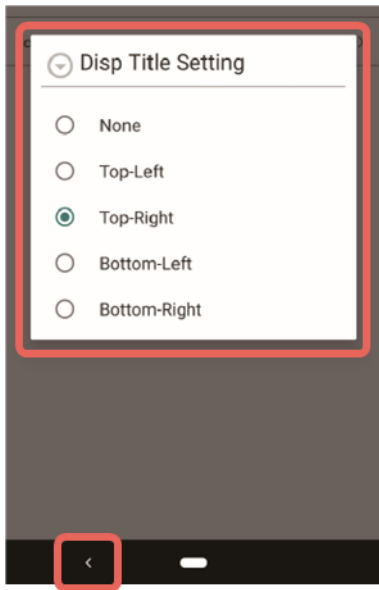 Disp Title Setting
None
Top-Left
Top-Right
Bottom-Left
Bottom-Right